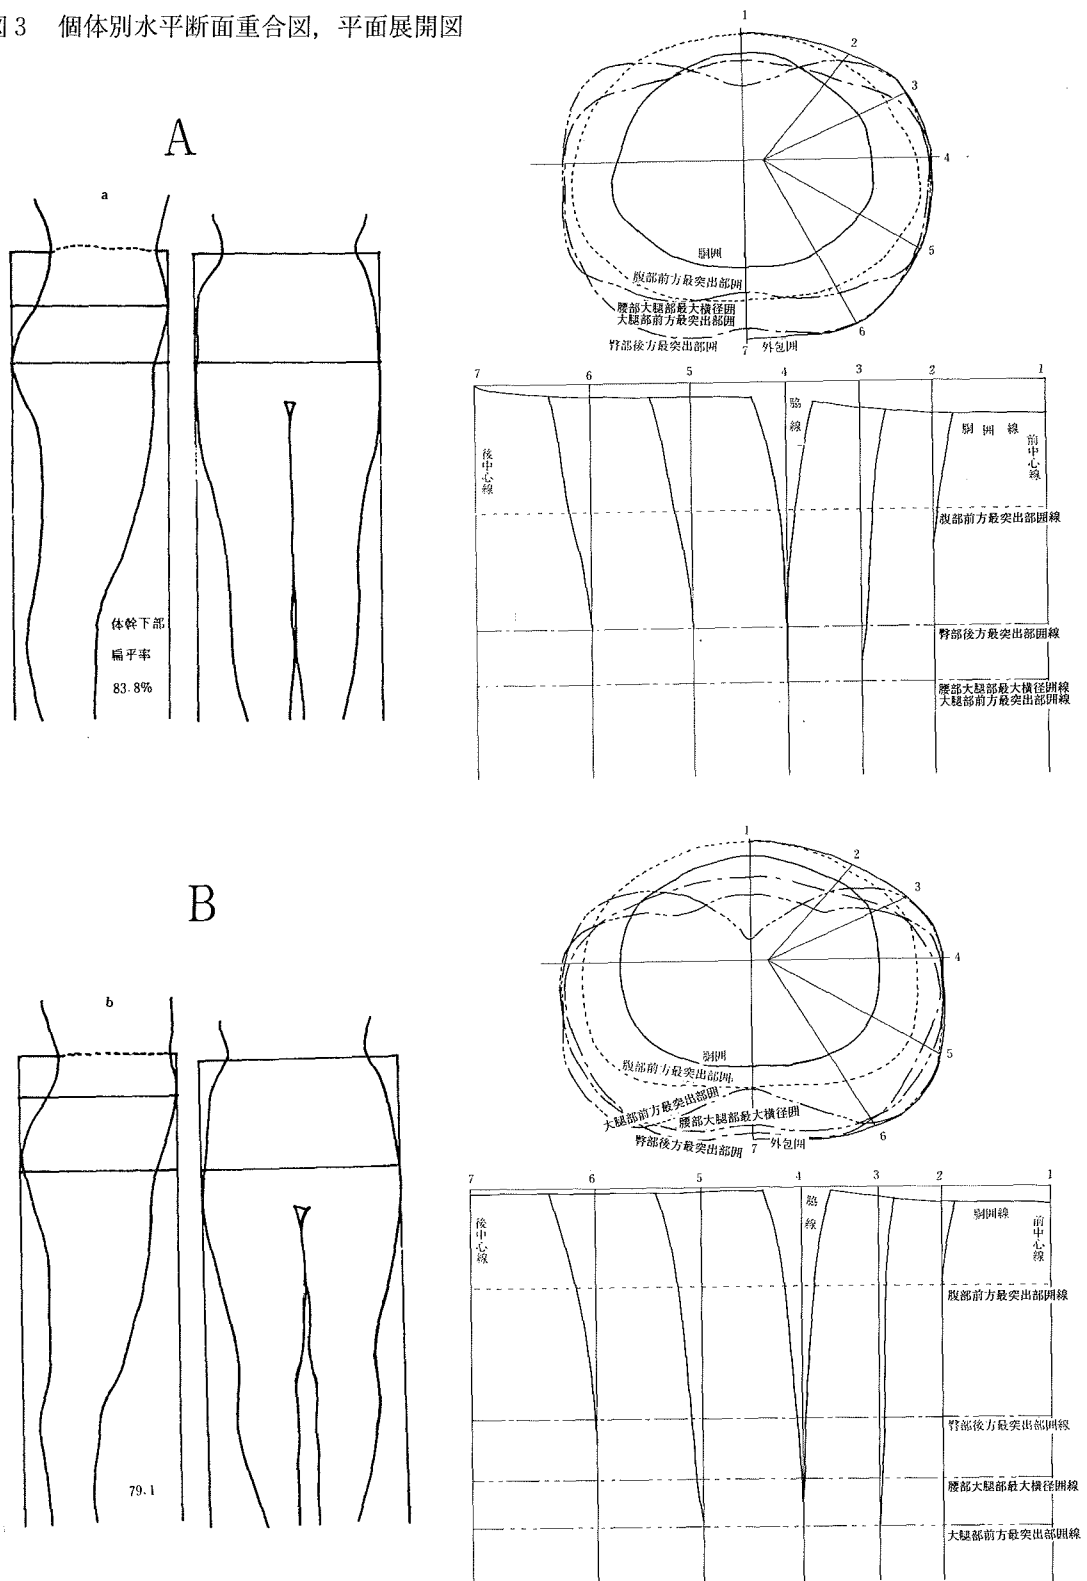 図3 個体別水平断面重合図,平面展開図
A
a
体幹下部
扁平率
83.8%
1
2
3
4
5
6
7
胴囲
腹部前方最突出部囲
腰部大腿部最大横径囲
大腿部前方最突出部囲
臀部後方最突出部囲
外包囲
7
6
5
4
3
2
1
後中心線
脇線
胴囲線
前中心線
腹部前方最突出部囲線
臀部後方最突出部囲線
腰部大腿部最大横径囲線
大腿部前方最突出部囲線
B
b
79.1
1
2
3
4
5
6
7
胴囲
腹部前方最突出部囲
大腿部前方最突出部囲
腰部大腿部最大横径囲
臀部後方最突出部囲
外包囲
7
6
5
4
3
2
1
後中心線
脇線
胴囲線
前中心線
腹部前方最突出部囲線
臀部後方最突出部囲線
腰部大腿部最大横径囲線
大腿部前方最突出部囲線